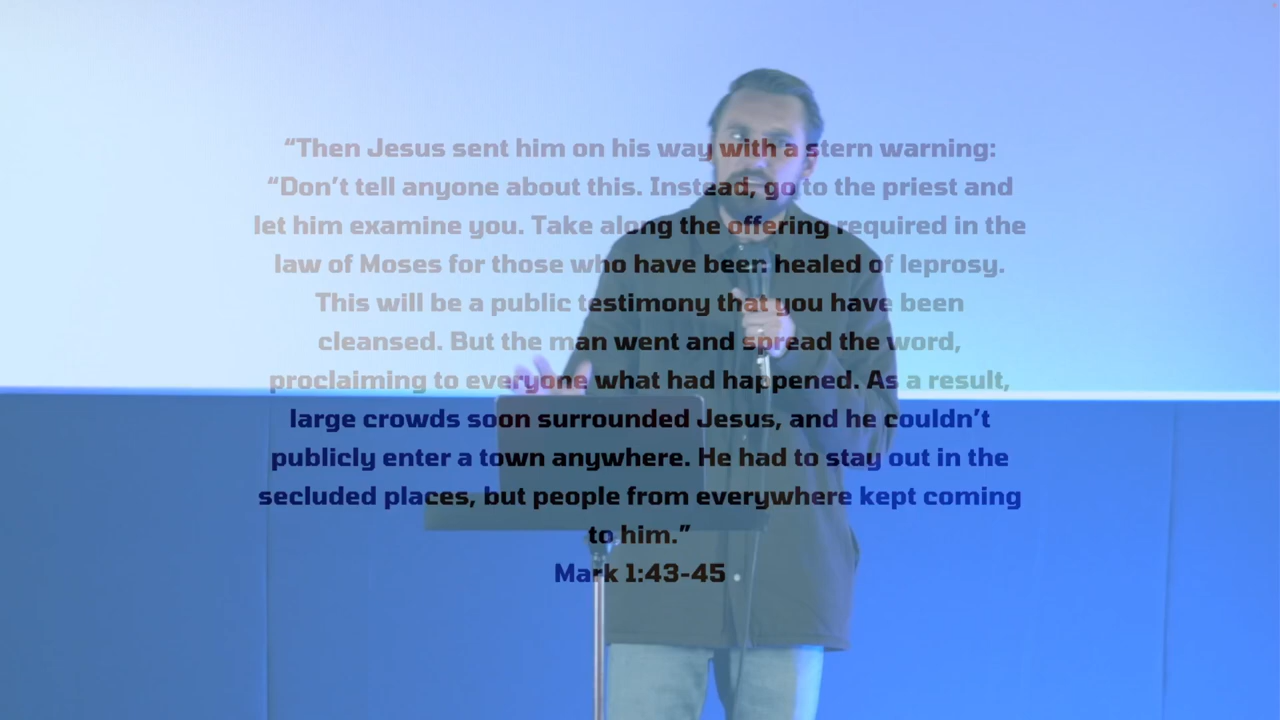 “Then Jesus sent him on his way with a stern warning:
“Don’t tell anyone about this. Instead, go to the priest and
let him examine you. Take along the offering required in the
law of Moses for those who have been healed of leprosy.
This will be a public testimony that you have been
cleansed. But the man went and spread the word,
proclaiming to everyone what had happened. As a result,
large crowds soon surrounded Jesus, and he couldn’t
publicly enter a town anywhere. He had to stay out in the
secluded places, but people from everywhere kept coming
to him.”
Mark 1:43-45